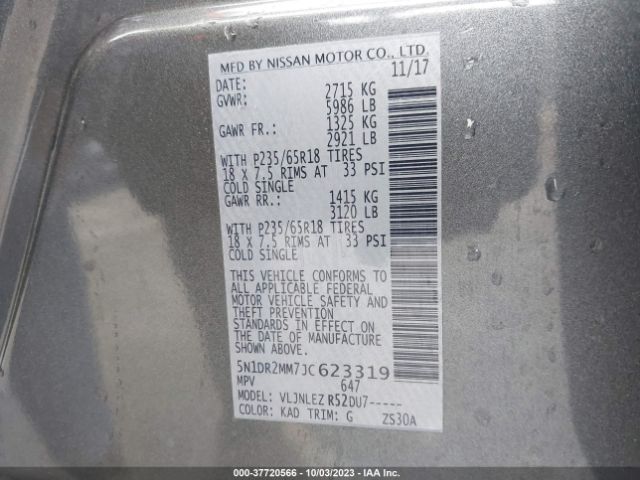 MFD BY NISSAN MOTOR CO., LTD.
DATE: 11/17
GVWR: 2715 KG
5986 LB
GAWR FR.: 1325 KG
2921 LB
WITH P235/65R18 TIRES
18 X 7.5 RIMS AT 33 PSI
COLD SINGLE
GAWR RR.: 1415 KG
3120 LB
WITH P235/65R18 TIRES
18 X 7.5 RIMS AT 33 PSI
COLD SINGLE
THIS VEHICLE CONFORMS TO
ALL APPLICABLE FEDERAL
MOTOR VEHICLE SAFETY AND
THEFT PREVENTION
STANDARDS IN EFFECT ON
THE DATE OF MANUFACTURE
SHOWN ABOVE.
5N1DR2MM7JC623319
MPV 647
MODEL: VLJNLEZ R52DU7-----
COLOR: KAD TRIM: G ZS30A
000-37720566 - 10/03/2023 - IAA Inc.